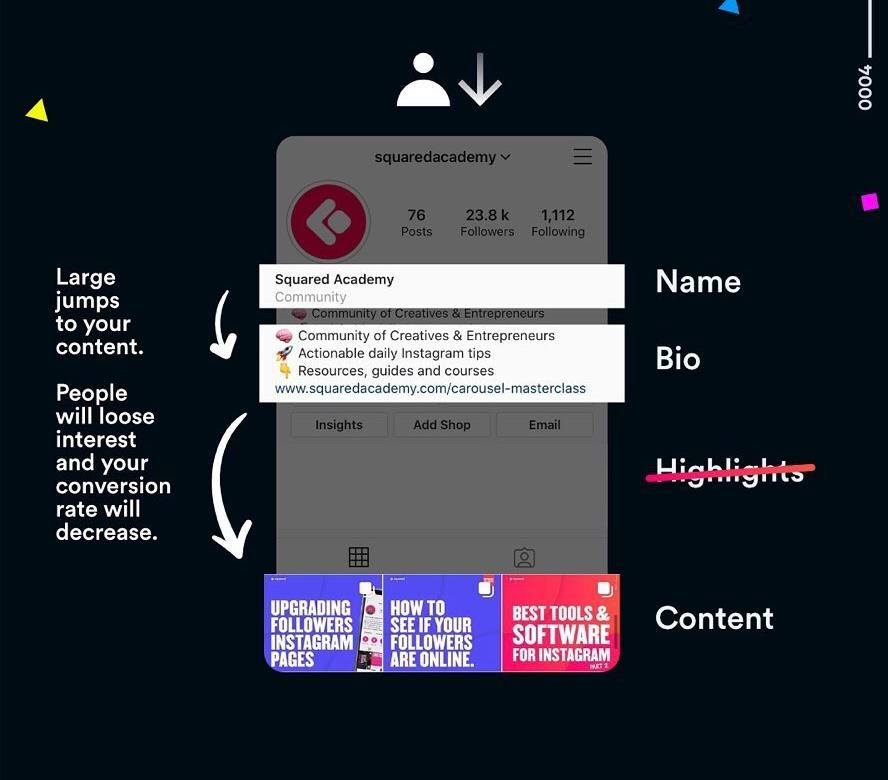 0004
squaredacademy
76
23.8 k
1,112
Posts
Followers
Following
Large
jumps
to your
content.
People
will loose
interest
and your
conversion
rate will
decrease.
Squared Academy
Community
Community of Creatives & Entrepreneurs
🧠 Community of Creatives & Entrepreneurs
🚀 Actionable daily Instagram tips
👇 Resources, guides and courses
www.squaredacademy.com/carousel-masterclass
Insights
Add Shop
Email
UPGRADING
FOLLOWERS
INSTAGRAM
PAGES
HOW TO
SEE IF YOUR
FOLLOWERS
ARE ONLINE.
BEST TOOLS &
SOFTWARE
FOR INSTAGRAM
PART 2
Name
Bio
Highlights
Content